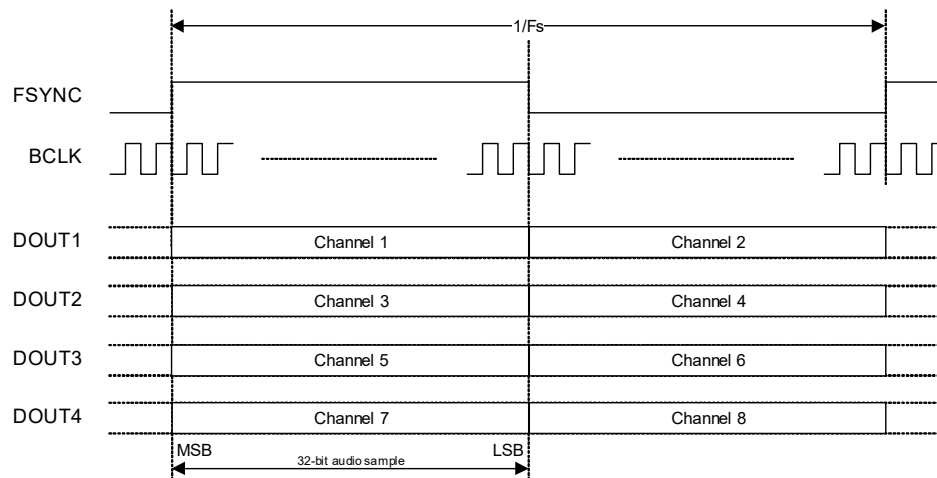 1/Fs
FSYNC
BCLK
DOUT1 Channel 1 Channel 2
DOUT2 Channel 3 Channel 4
DOUT3 Channel 5 Channel 6
DOUT4 Channel 7 Channel 8
MSB LSB
32-bit audio sample